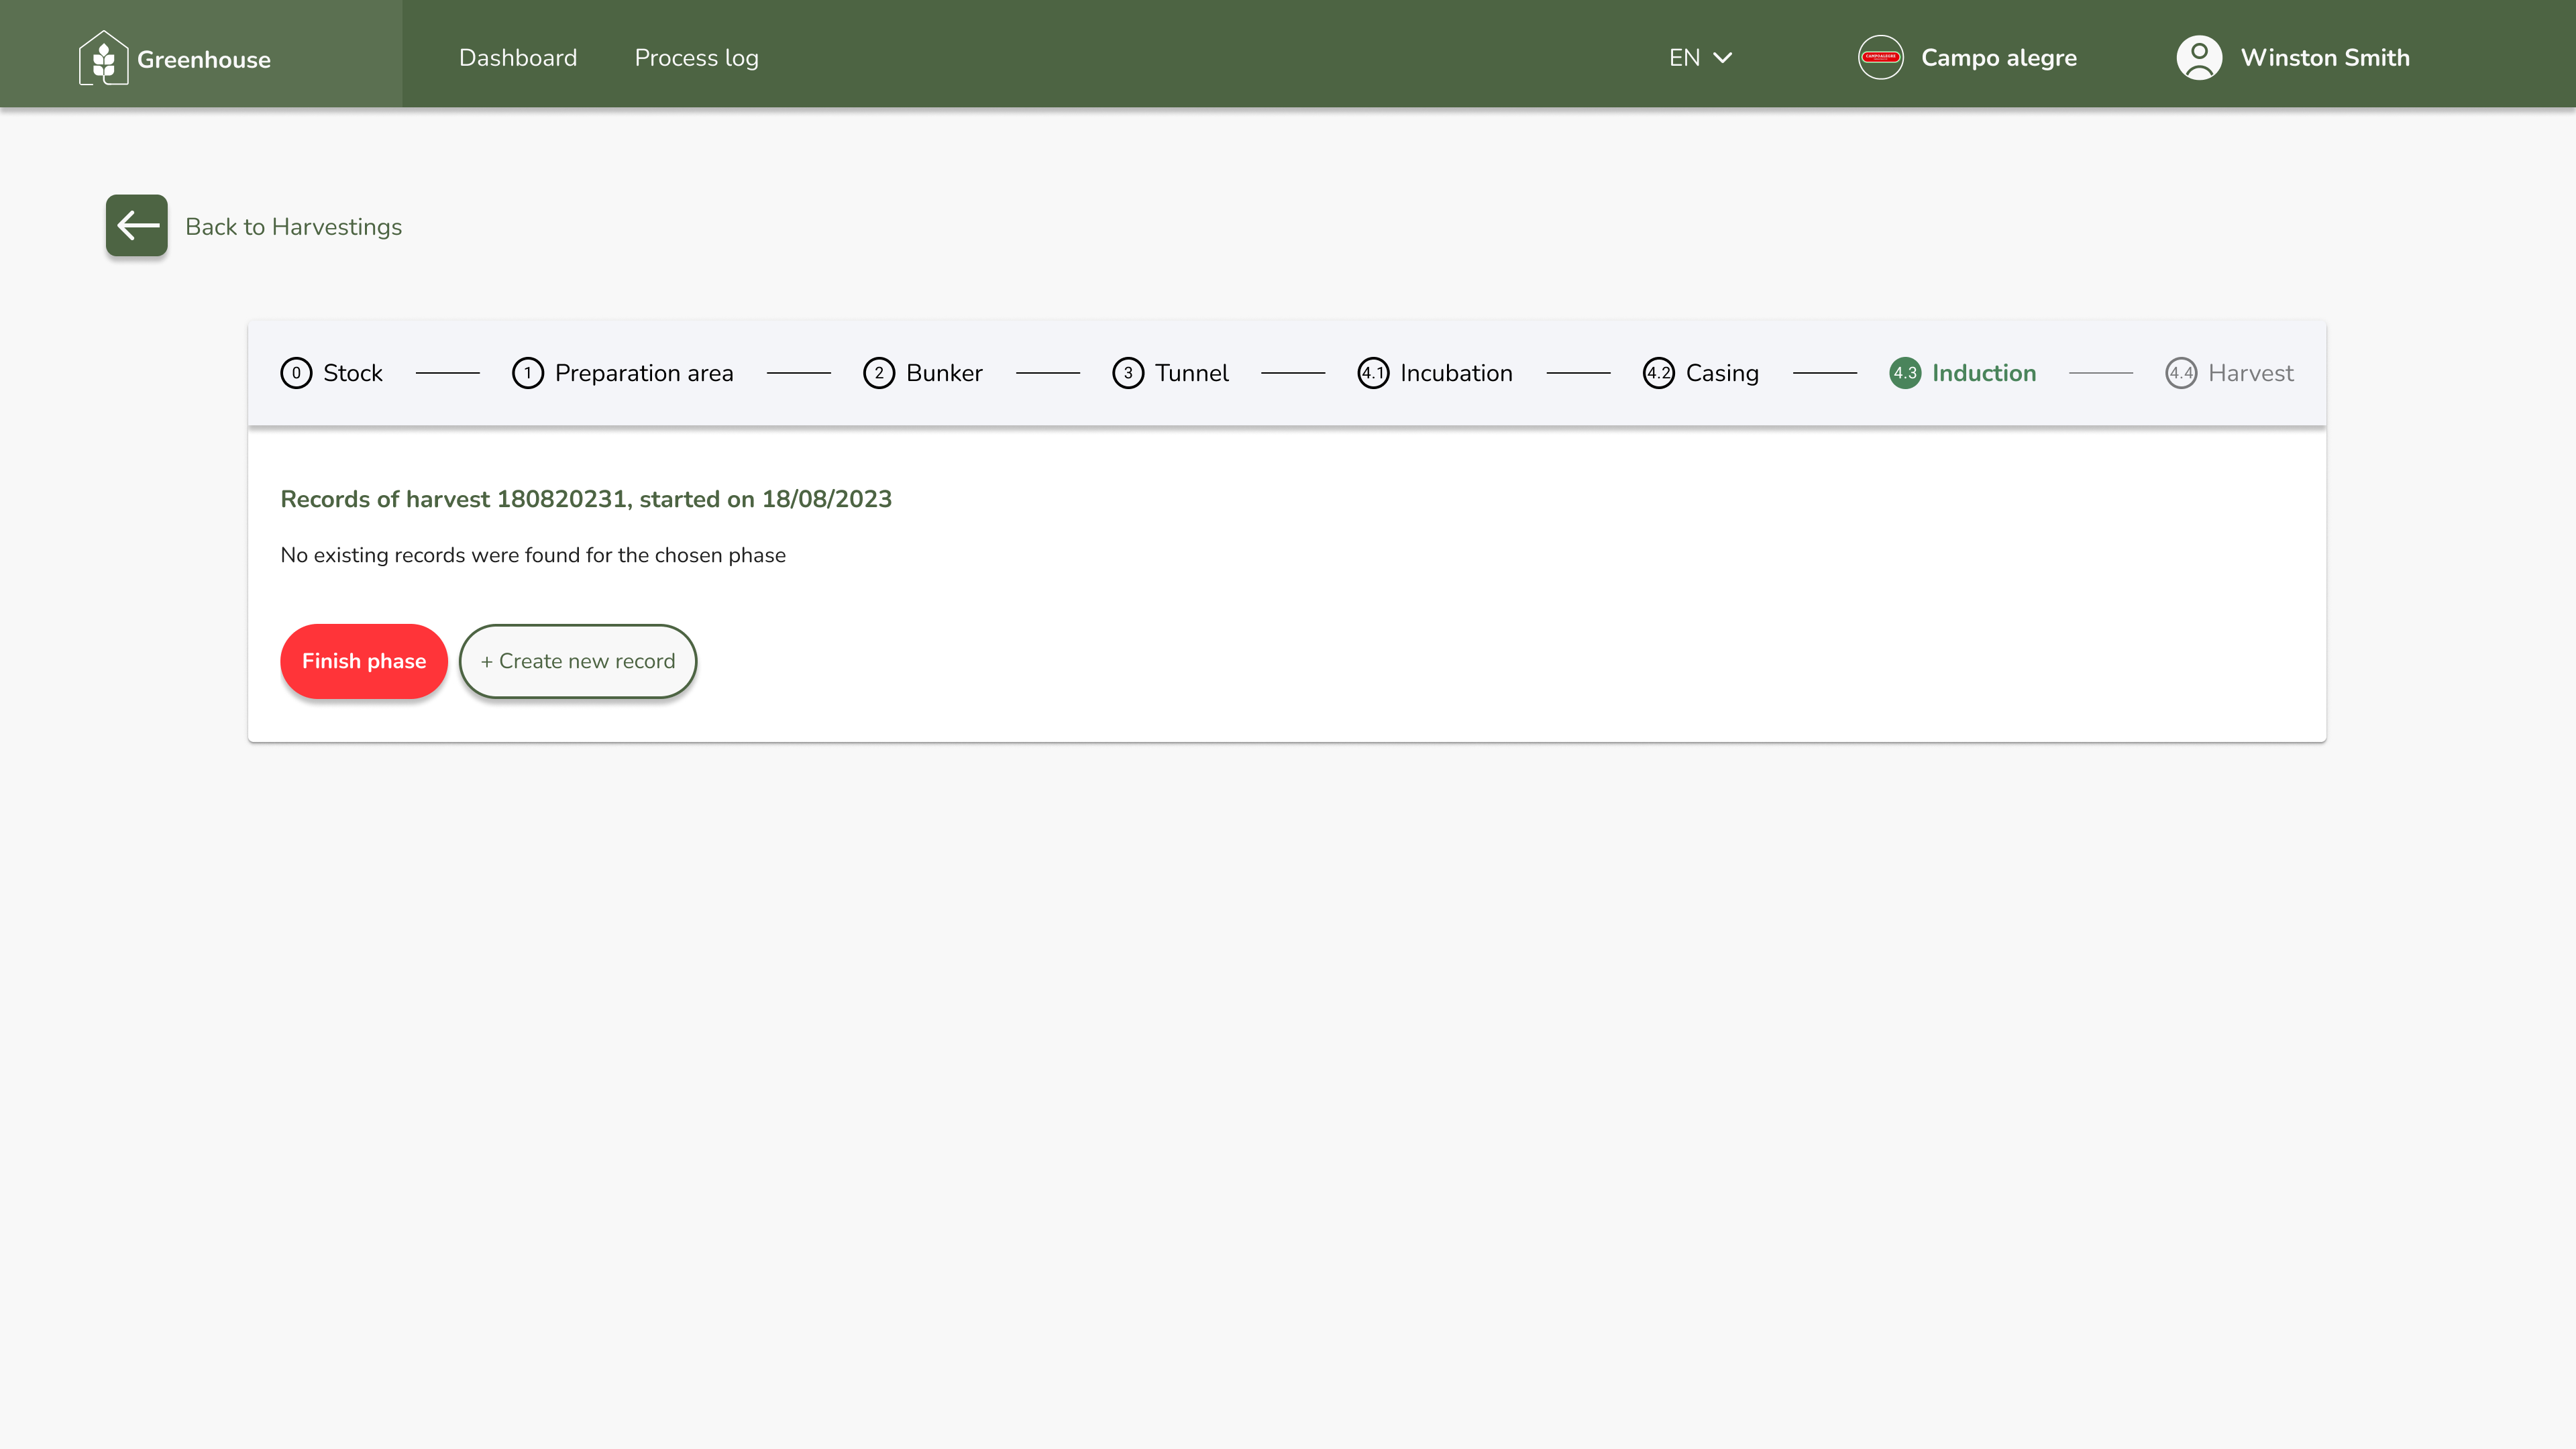 Greenhouse
Dashboard
Process log
EN
CAMPOALEGRE
Campo alegre
Winston Smith
Back to Harvestings
0 Stock
1 Preparation area
2 Bunker
3 Tunnel
4.1 Incubation
4.2 Casing
4.3 Induction
4.4 Harvest
Records of harvest 180820231, started on 18/08/2023
No existing records were found for the chosen phase
Finish phase
+ Create new record